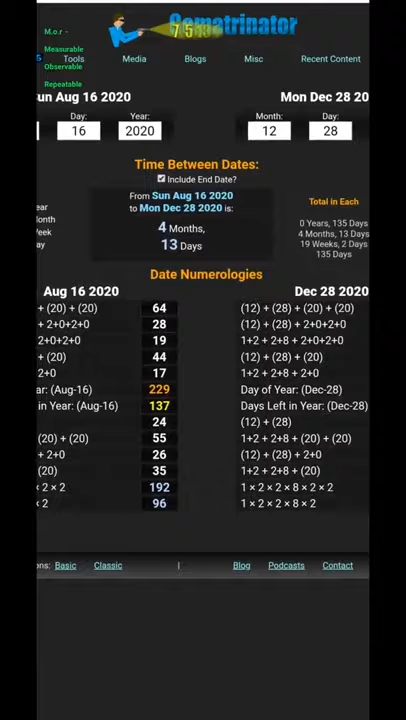 M.o.r -
Measurable
Observable
Repeatable
Gematrinator
Tools Media Blogs Misc Recent Content
Sun Aug 16 2020
Mon Dec 28 20
Day: Year: Month: Day:
16 2020 12 28
Time Between Dates:
Include End Date?
From Sun Aug 16 2020
to Mon Dec 28 2020 is:
4 Months,
13 Days
Total in Each
0 Years, 135 Days
4 Months, 13 Days
19 Weeks, 2 Days
135 Days
ear
onth
eek
ay
Date Numerologies
Aug 16 2020
Dec 28 20
+ (20) + (20) 64 (12) + (28) + (20) + (20)
+ 2+0+2+0 28 (12) + (28) + 2+0+2+0
2+0+2+0 19 1+2 + 2+8 + 2+0+2+0
+ (20) 44 (12) + (28) + (20)
2+0 17 1+2 + 2+8 + 2+0
ar: (Aug-16) 229 Day of Year: (Dec-28)
in Year: (Aug-16) 137 Days Left in Year: (Dec-28)
24 (12) + (28)
(20) + (20) 55 1+2 + 2+8 + (20) + (20)
+ 2+0 26 (12) + (28) + 2+0
(20) 35 1+2 + 2+8 + (20)
× 2 × 2 192 1 × 2 × 2 × 8 × 2 × 2
× 2 96 1 × 2 × 2 × 8 × 2
ons: Basic Classic | Blog Podcasts Contact